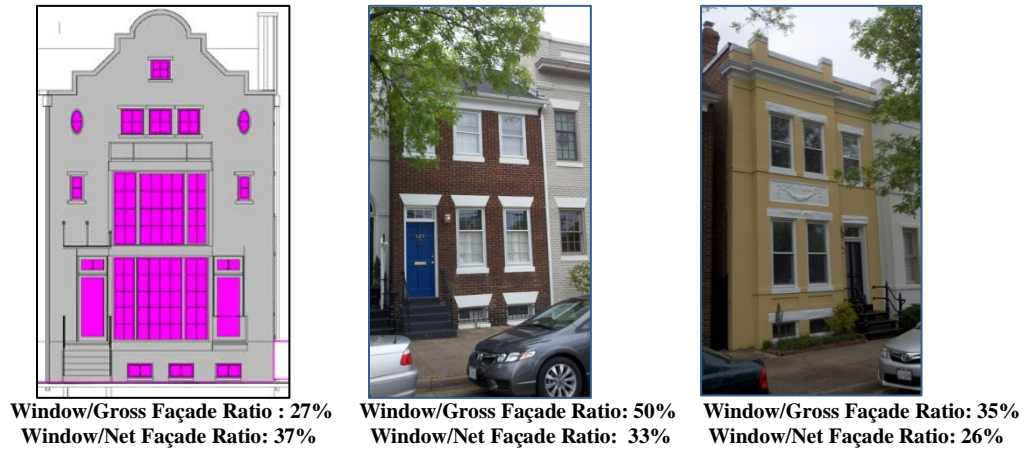 Window/Gross Façade Ratio : 27%
Window/Net Façade Ratio: 37%
Window/Gross Façade Ratio: 50%
Window/Net Façade Ratio:  33%
Window/Gross Façade Ratio: 35%
Window/Net Façade Ratio: 26%